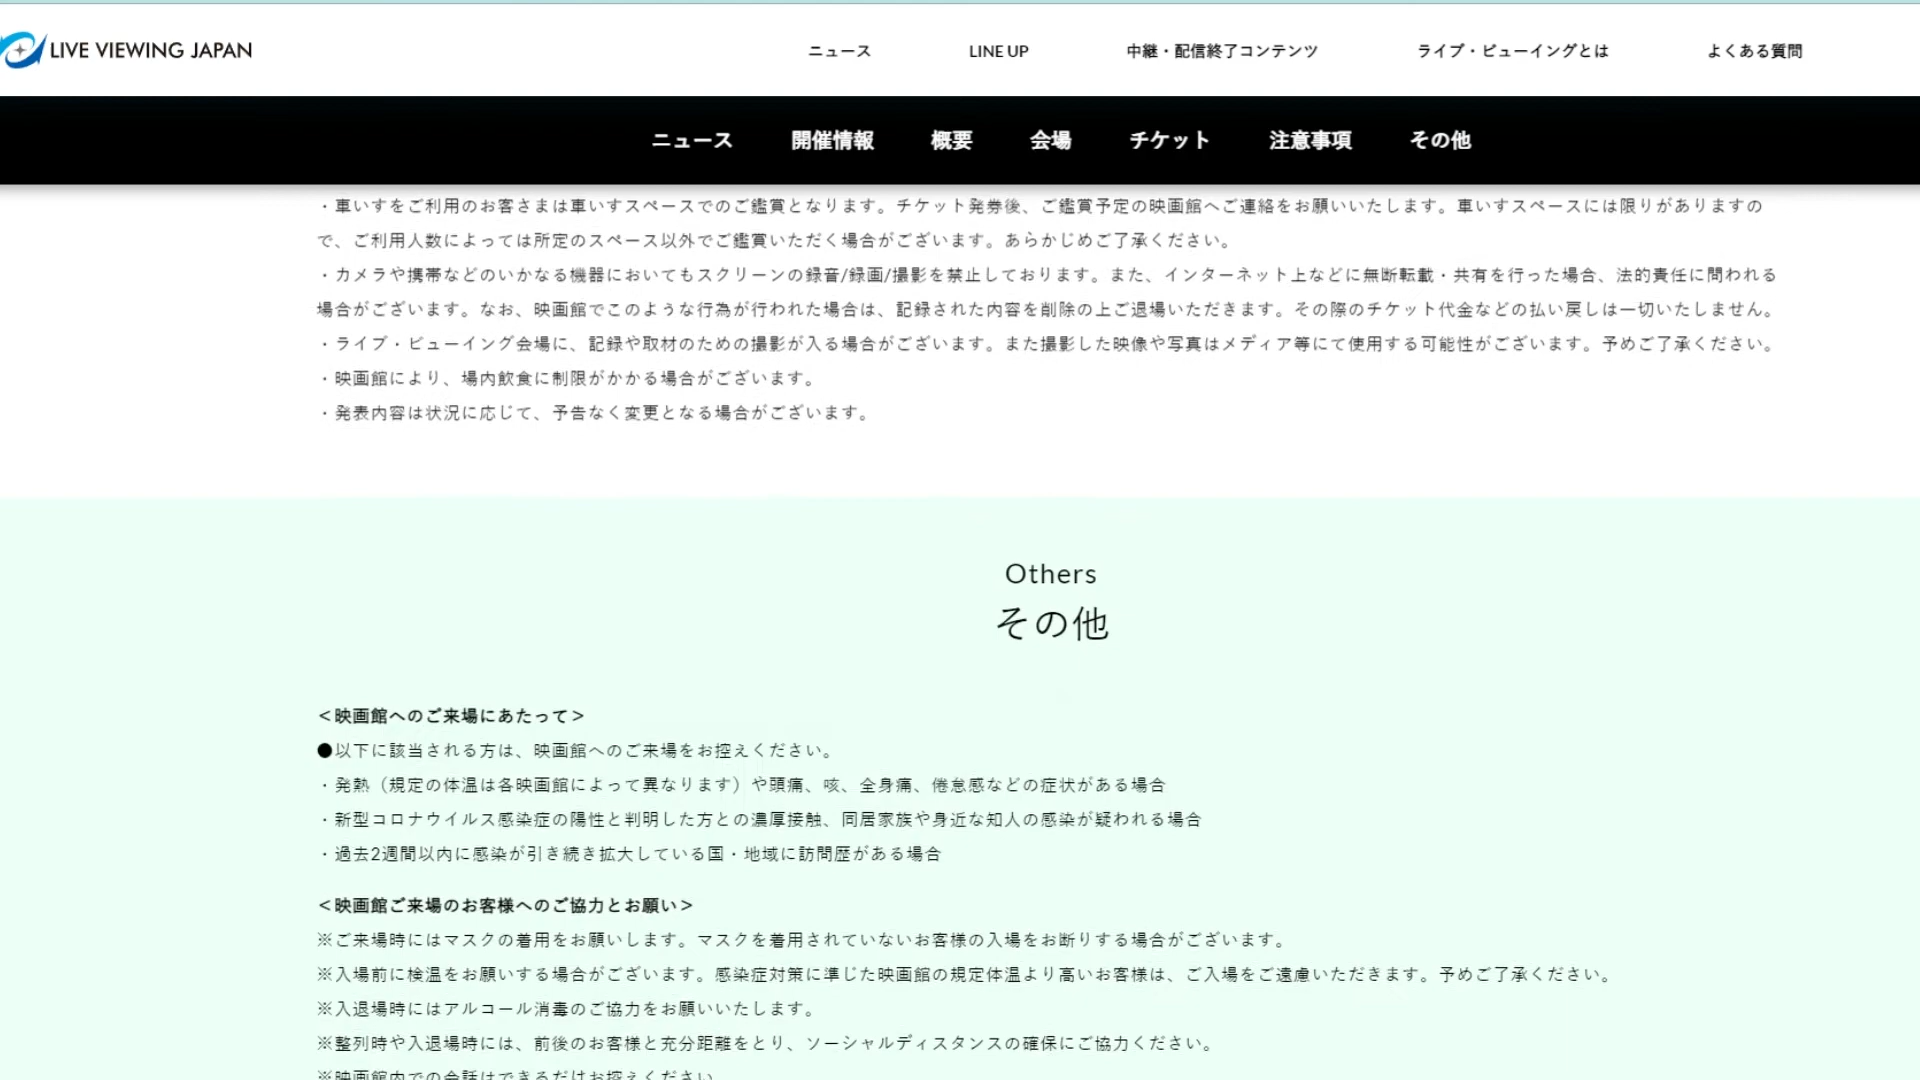 LIVE VIEWING JAPAN
ニュース
LINE UP
中継・配信終了コンテンツ
ライブ・ビューイングとは
よくある質問
ニュース
開催情報
概要
会場
チケット
注意事項
その他
・車いすをご利用のお客さまは車いすスペースでのご鑑賞となります。チケット発券後、ご鑑賞予定の映画館へご連絡をお願いいたします。車いすスペースには限りがありますの
で、ご利用人数によっては所定のスペース以外でご鑑賞いただく場合がございます。あらかじめご了承ください。
・カメラや携帯などのいかなる機器においてもスクリーンの録音/録画/撮影を禁止しております。また、インターネット上などに無断転載・共有を行った場合、法的責任に問われる
場合がございます。なお、映画館でこのような行為が行われた場合は、記録された内容を削除の上ご退場いただきます。その際のチケット代金などの払い戻しは一切いたしません。
・ライブ・ビューイング会場に、記録や取材のための撮影が入る場合がございます。また撮影した映像や写真はメディア等にて使用する可能性がございます。予めご了承ください。
・映画館により、場内飲食に制限がかかる場合がございます。
・発表内容は状況に応じて、予告なく変更となる場合がございます。
Others
その他
＜映画館へのご来場にあたって＞
●以下に該当される方は、映画館へのご来場をお控えください。
・発熱（規定の体温は各映画館によって異なります）や頭痛、咳、全身痛、倦怠感などの症状がある場合
・新型コロナウイルス感染症の陽性と判明した方との濃厚接触、同居家族や身近な知人の感染が疑われる場合
・過去2週間以内に感染が引き続き拡大している国・地域に訪問歴がある場合
＜映画館ご来場のお客様へのご協力とお願い＞
※ご来場時にはマスクの着用をお願いします。マスクを着用されていないお客様の入場をお断りする場合がございます。
※入場前に検温をお願いする場合がございます。感染症対策に準じた映画館の規定体温より高いお客様は、ご入場をご遠慮いただきます。予めご了承ください。
※入退場時にはアルコール消毒のご協力をお願いいたします。
※整列時や入退場時には、前後のお客様と充分距離をとり、ソーシャルディスタンスの確保にご協力ください。
※映画館内での会話はできるだけお控えください。